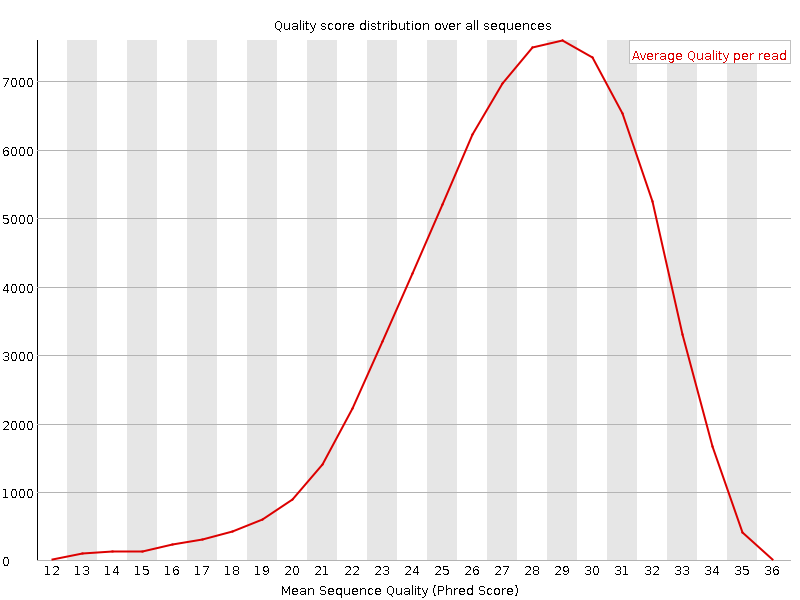 Quality score distribution over all sequences
Average Quality per read
7000
6000
5000
4000
3000
2000
1000
0
12 13 14 15 16 17 18 19 20 21 22 23 24 25 26 27 28 29 30 31 32 33 34 35 36
Mean Sequence Quality (Phred Score)